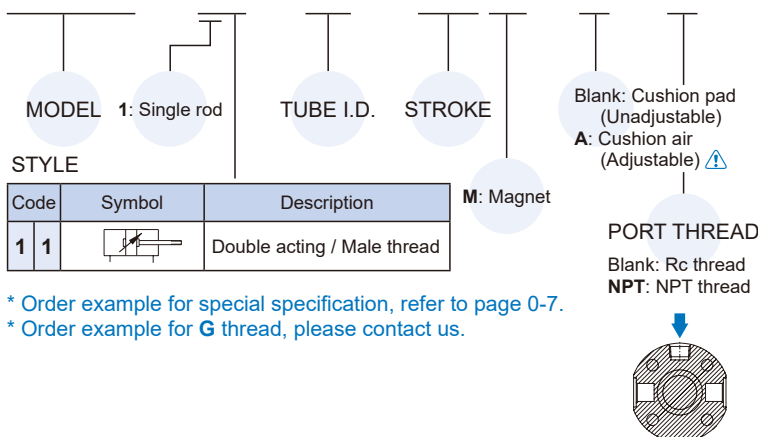 MODEL
1: Single rod
TUBE I.D.
STROKE
Blank: Cushion pad
(Unadjustable)
A: Cushion air
(Adjustable)
STYLE
Code Symbol Description
1 1 Double acting / Male thread
M: Magnet
PORT THREAD
Blank: Rc thread
NPT: NPT thread
* Order example for special specification, refer to page 0-7.
* Order example for G thread, please contact us.